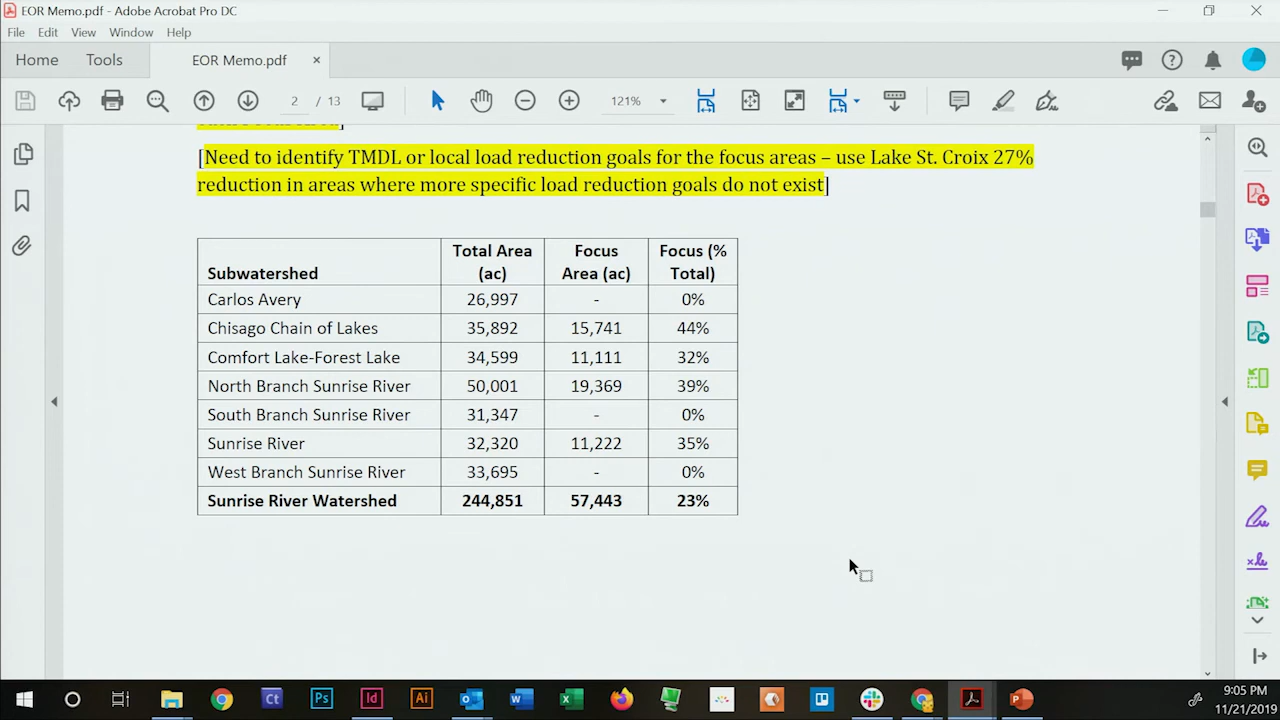 EOR Memo.pdf - Adobe Acrobat Pro DC
File Edit View Window Help
Home Tools EOR Memo.pdf ×
2 / 13 121%
[Need to identify TMDL or local load reduction goals for the focus areas – use Lake St. Croix 27%
reduction in areas where more specific load reduction goals do not exist]
Subwatershed Total Area (ac) Focus Area (ac) Focus (% Total)
Carlos Avery 26,997 - 0%
Chisago Chain of Lakes 35,892 15,741 44%
Comfort Lake-Forest Lake 34,599 11,111 32%
North Branch Sunrise River 50,001 19,369 39%
South Branch Sunrise River 31,347 - 0%
Sunrise River 32,320 11,222 35%
West Branch Sunrise River 33,695 - 0%
Sunrise River Watershed 244,851 57,443 23%
Ct Ps Id Ai
9:05 PM
11/21/2019